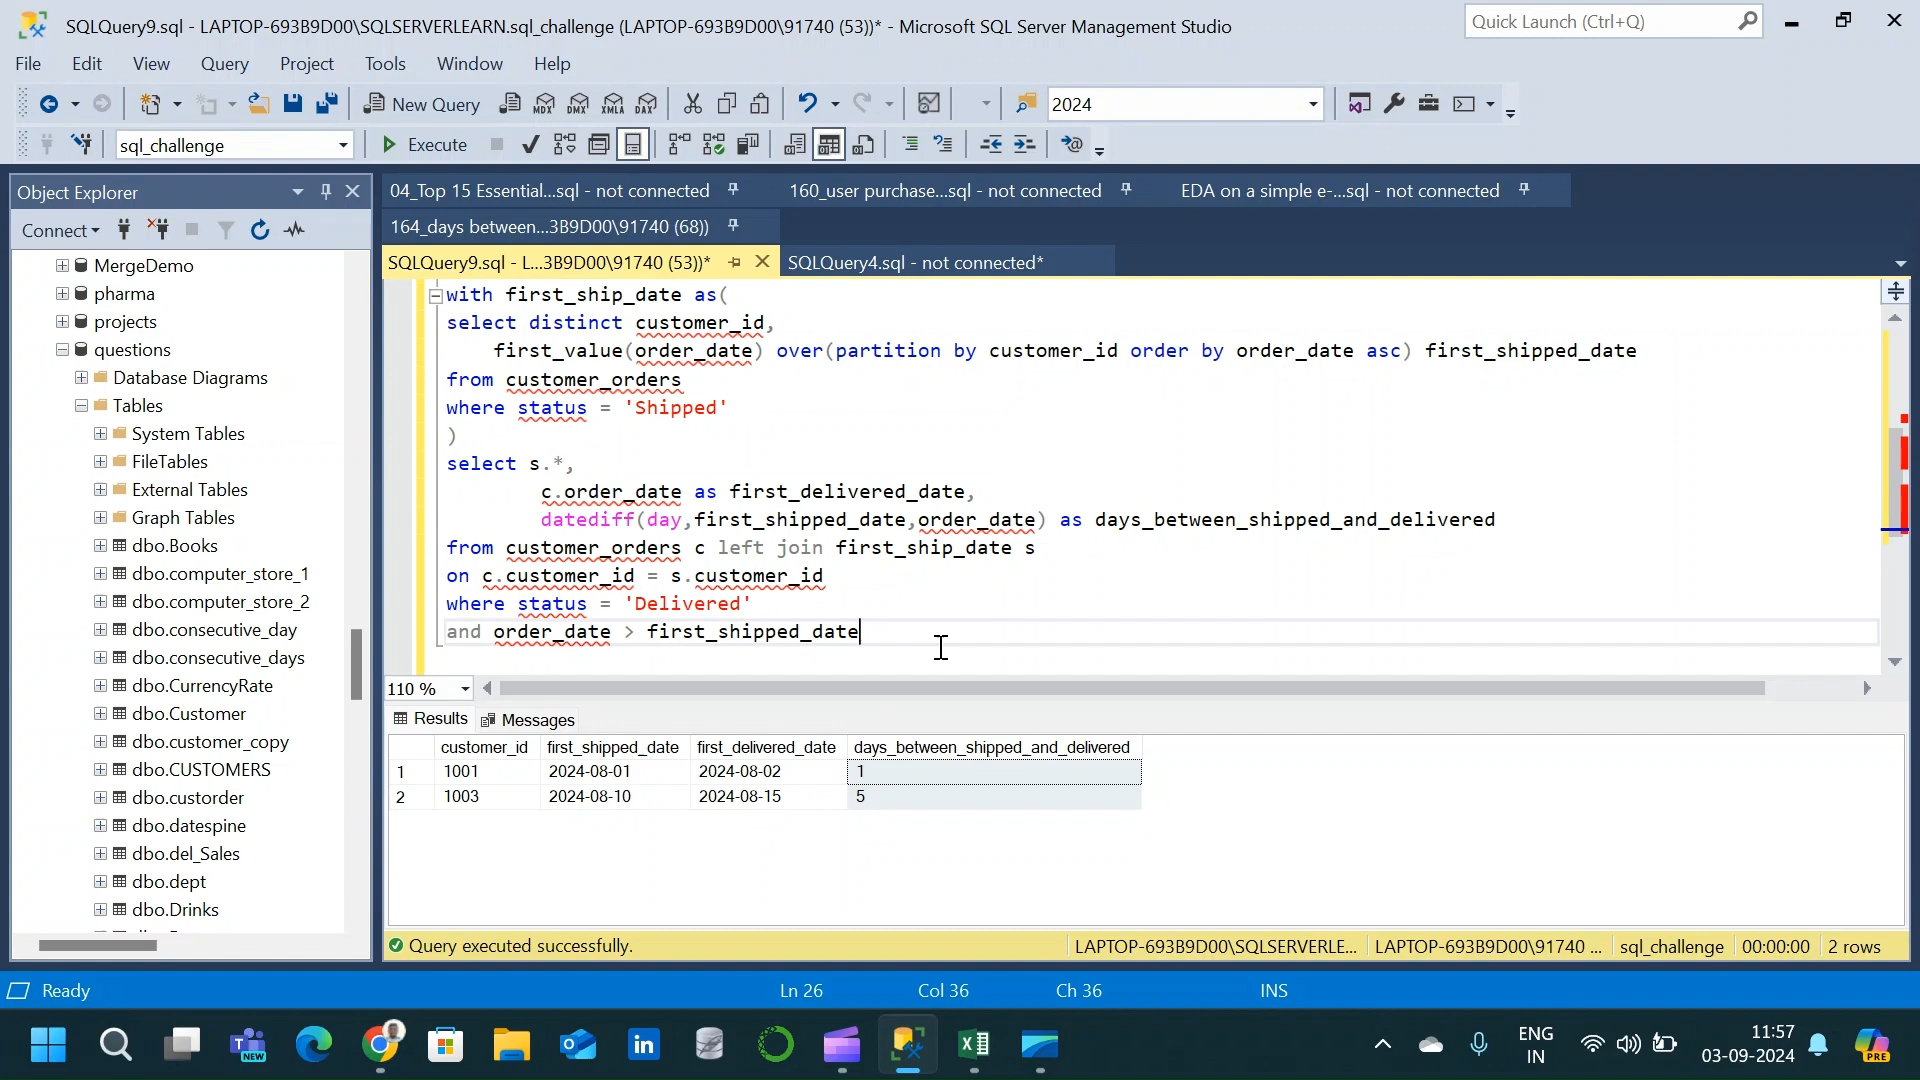 SQLQuery9.sql - LAPTOP-693B9D00\SQLSERVERLEARN.sql_challenge (LAPTOP-693B9D00\91740 (53))* - Microsoft SQL Server Management Studio
Quick Launch (Ctrl+Q)
File Edit View Query Project Tools Window Help
New Query MDX DMX XMLA DAX 2024
sql_challenge Execute
Object Explorer
04_Top 15 Essential...sql - not connected 160_user purchase...sql - not connected EDA on a simple e-...sql - not connected
164_days between...3B9D00\91740 (68))
Connect
SQLQuery9.sql - L...3B9D00\91740 (53))* SQLQuery4.sql - not connected*
MergeDemo
pharma
projects
questions
Database Diagrams
Tables
System Tables
FileTables
External Tables
Graph Tables
dbo.Books
dbo.computer_store_1
dbo.computer_store_2
dbo.consecutive_day
dbo.consecutive_days
dbo.CurrencyRate
dbo.Customer
dbo.customer_copy
dbo.CUSTOMERS
dbo.custorder
dbo.datespine
dbo.del_Sales
dbo.dept
dbo.Drinks
with first_ship_date as(
select distinct customer_id,
first_value(order_date) over(partition by customer_id order by order_date asc) first_shipped_date
from customer_orders
where status = 'Shipped'
)
select s.*,
c.order_date as first_delivered_date,
datediff(day,first_shipped_date,order_date) as days_between_shipped_and_delivered
from customer_orders c left join first_ship_date s
on c.customer_id = s.customer_id
where status = 'Delivered'
and order_date > first_shipped_date
110 %
Results Messages
customer_id first_shipped_date first_delivered_date days_between_shipped_and_delivered
1 1001 2024-08-01 2024-08-02 1
2 1003 2024-08-10 2024-08-15 5
Query executed successfully. LAPTOP-693B9D00\SQLSERVERLE... LAPTOP-693B9D00\91740 ... sql_challenge 00:00:00 2 rows
Ready Ln 26 Col 36 Ch 36 INS
NEW
ENG
IN
11:57
03-09-2024
PRE